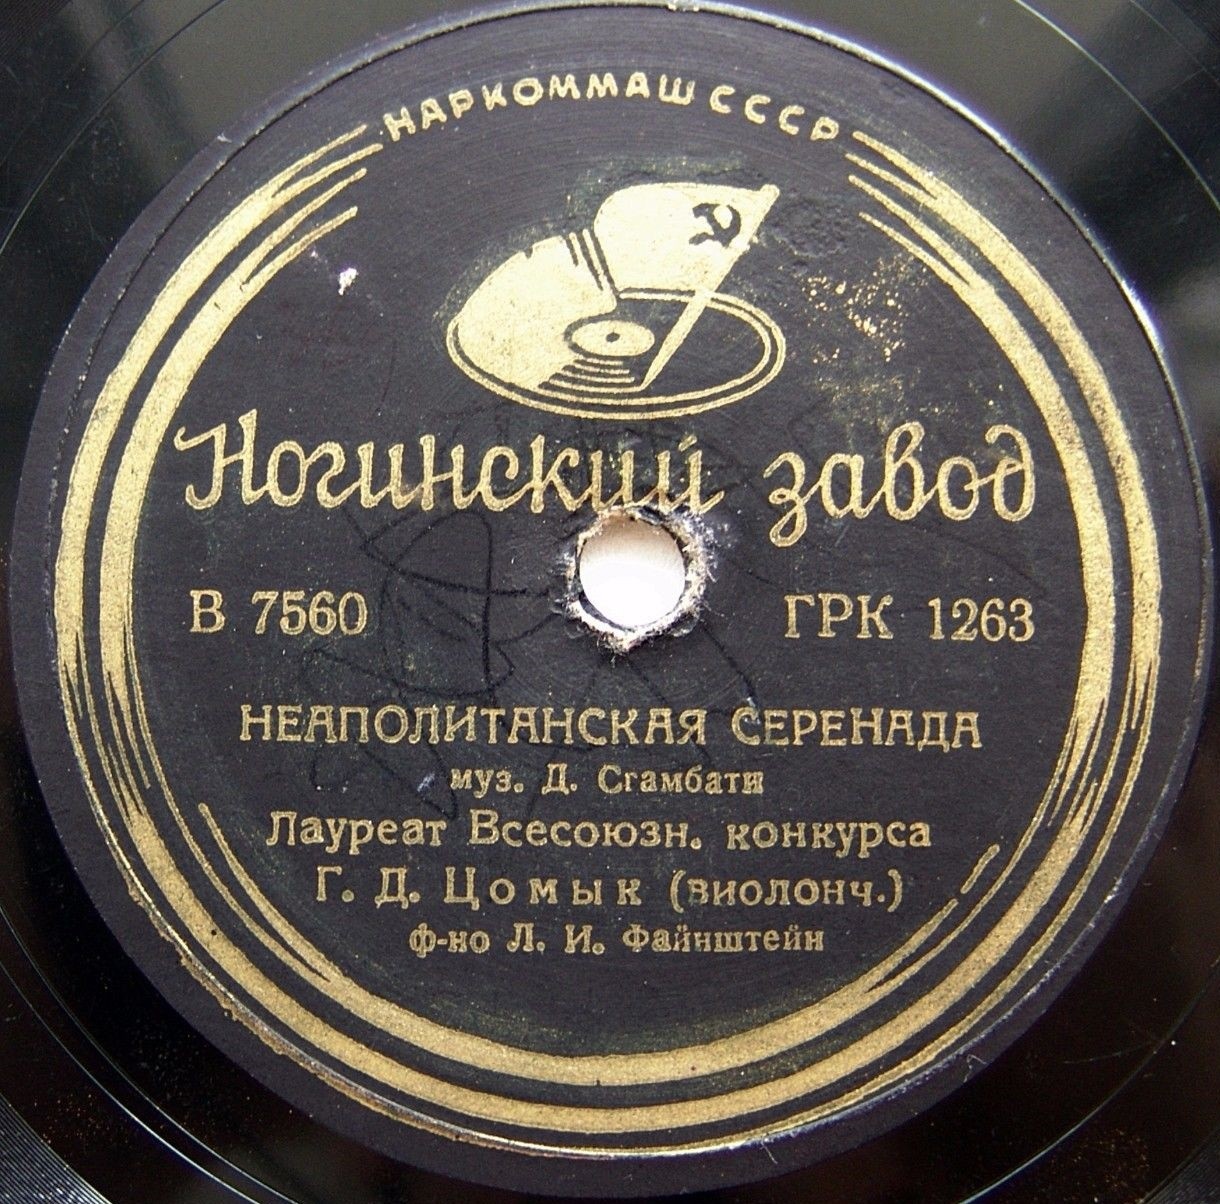 НАРКОММАШ СССР
Ногинский завод
В 7560 ГРК 1263
НЕАПОЛИТАНСКАЯ СЕРЕНАДА
муз. Д. Сгамбати
Лауреат Всесоюзн. конкурса
Г. Д. Цомык (виолонч.)
ф-но Л. И. Файнштейн